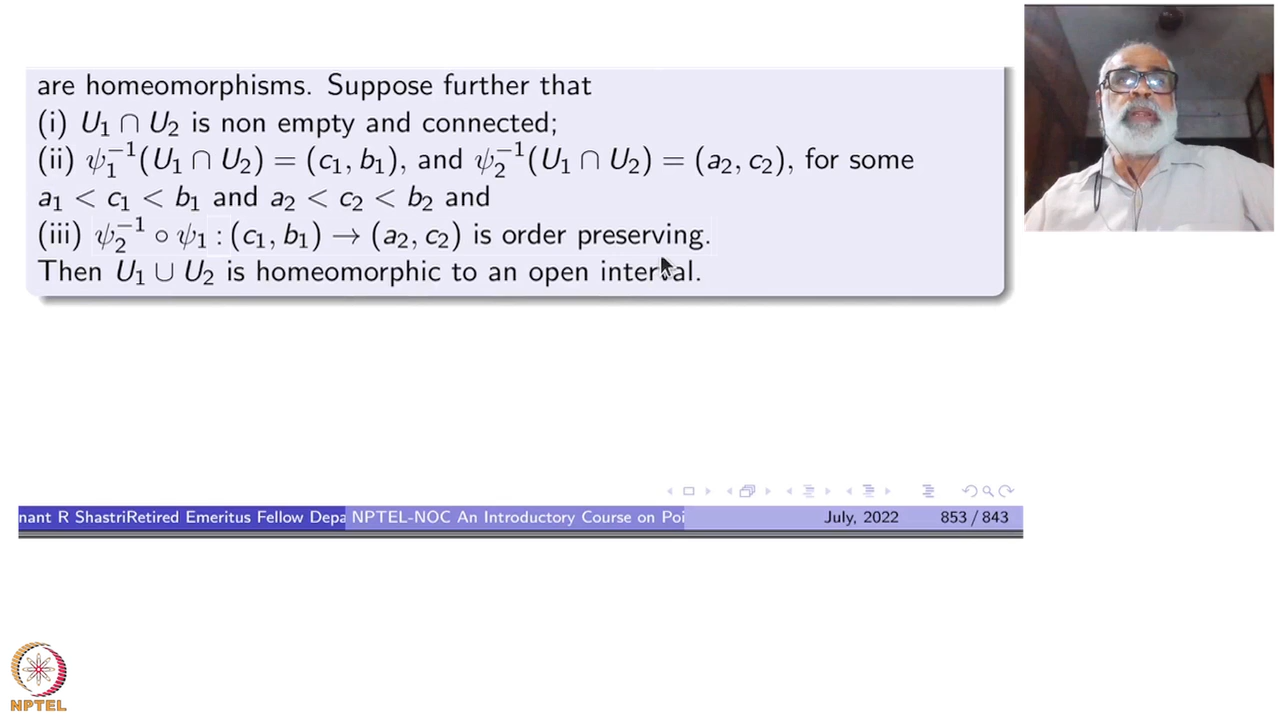 are homeomorphisms. Suppose further that
(i) U₁ ∩ U₂ is non empty and connected;
(ii) ψ₁⁻¹(U₁ ∩ U₂) = (c₁, b₁), and ψ₂⁻¹(U₁ ∩ U₂) = (a₂, c₂), for some
a₁ < c₁ < b₁ and a₂ < c₂ < b₂ and
(iii) ψ₂⁻¹ ∘ ψ₁ : (c₁, b₁) → (a₂, c₂) is order preserving.
Then U₁ ∪ U₂ is homeomorphic to an open interval.
nant R ShastriRetired Emeritus Fellow Depa NPTEL-NOC An Introductory Course on Poi July, 2022 853 / 843
NPTEL